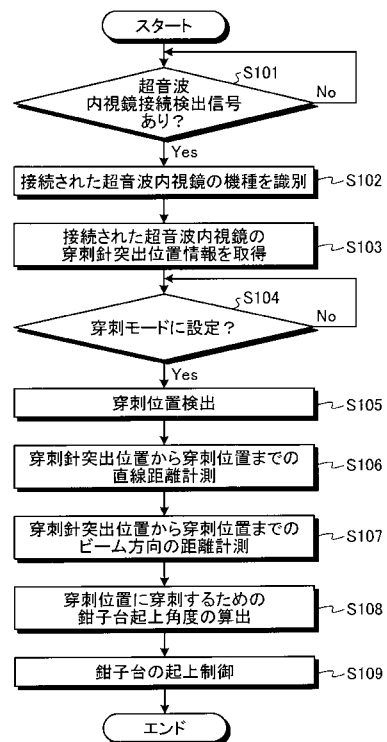 スタート
S101
超音波
内視鏡接続検出信号
あり?
No
Yes
接続された超音波内視鏡の機種を識別
S102
接続された超音波内視鏡の
穿刺針突出位置情報を取得
S103
S104
穿刺モードに設定?
No
Yes
穿刺位置検出
S105
穿刺針突出位置から穿刺位置までの
直線距離計測
S106
穿刺針突出位置から穿刺位置までの
ビーム方向の距離計測
S107
穿刺位置に穿刺するための
鉗子台起上角度の算出
S108
鉗子台の起上制御
S109
エンド